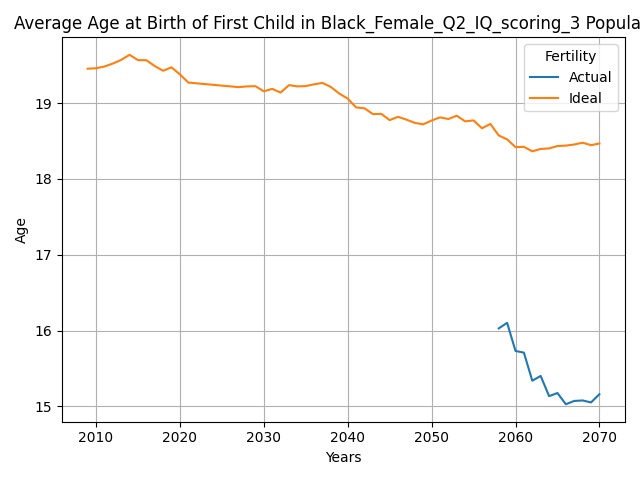 Average Age at Birth of First Child in Black_Female_Q2_IQ_scoring_3 Popula
Fertility
Actual
Ideal
Age
19
18
17
16
15
2010 2020 2030 2040 2050 2060 2070
Years